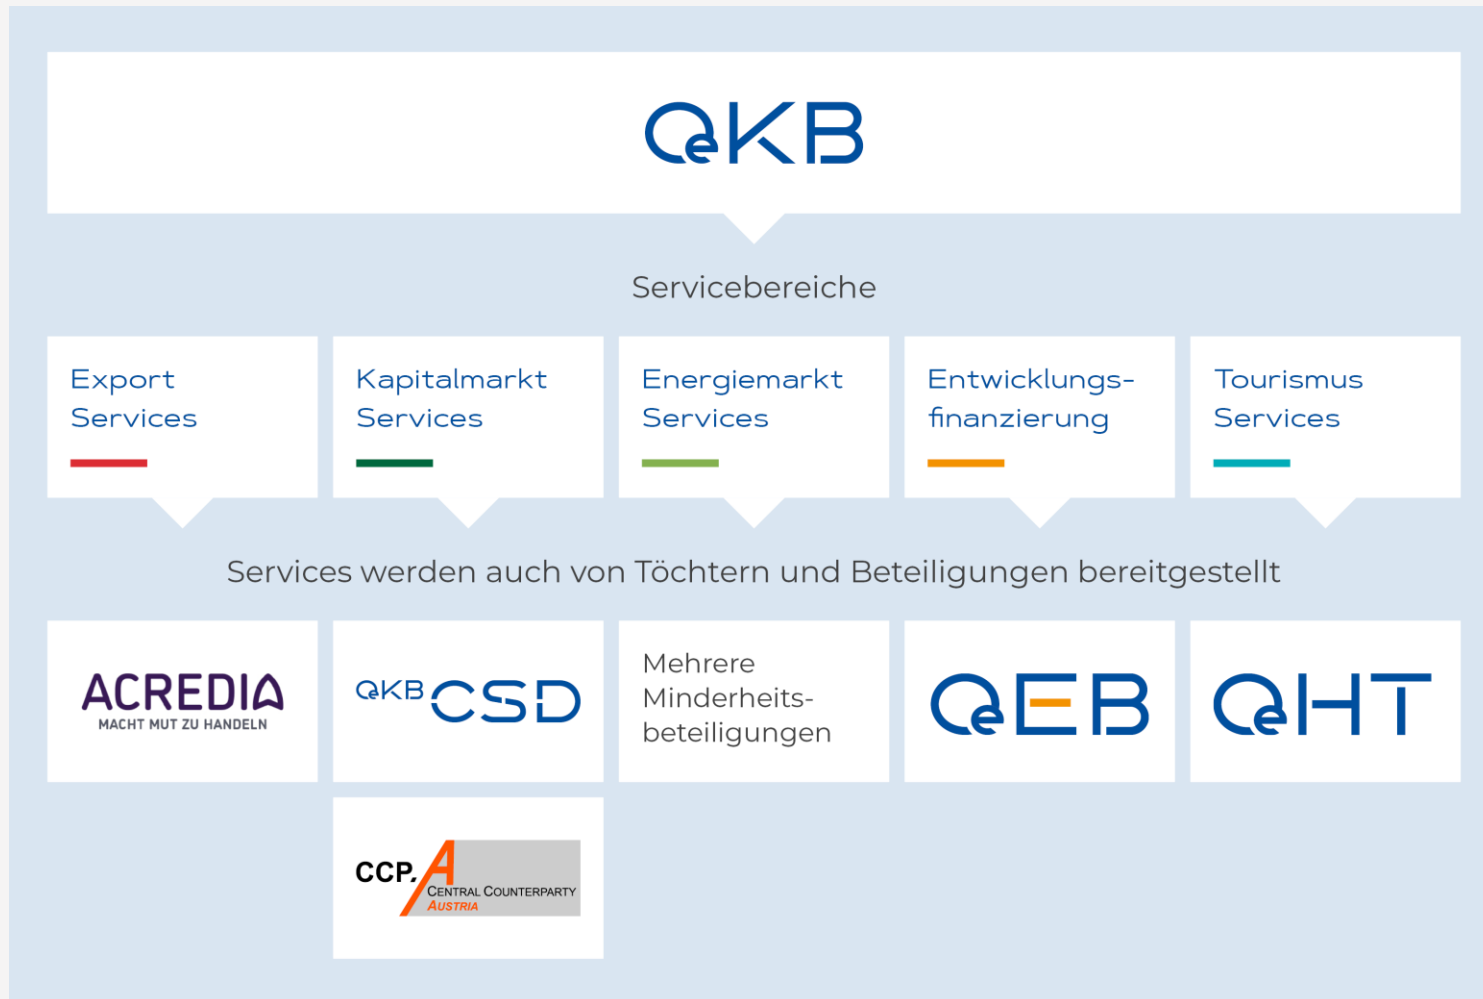 OeKB
Servicebereiche
Export
Services
Kapitalmarkt
Services
Energiemarkt
Services
Entwicklungs-
finanzierung
Tourismus
Services
Services werden auch von Töchtern und Beteiligungen bereitgestellt
ACREDIA
MACHT MUT ZU HANDELN
OeKB CSD
Mehrere
Minderheits-
beteiligungen
OeEB
OeHT
CCP.A
CENTRAL COUNTERPARTY
AUSTRIA